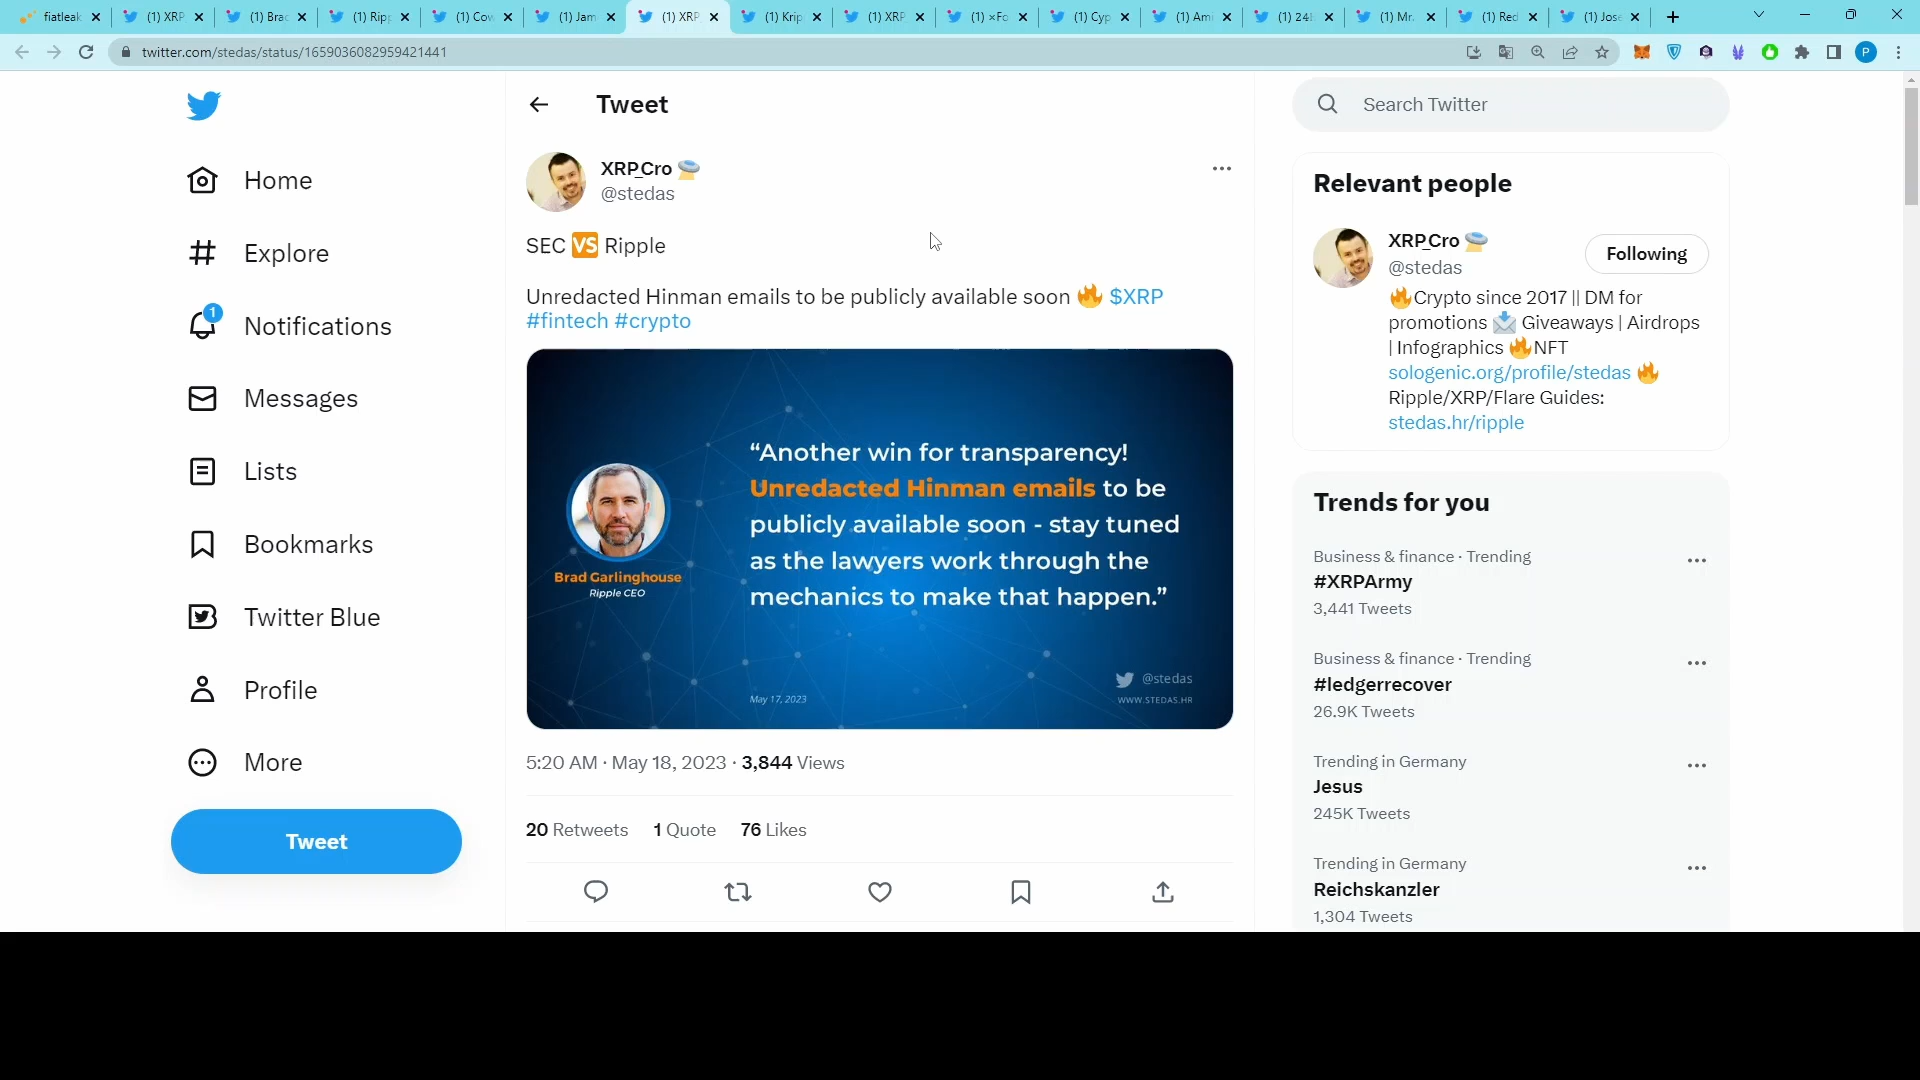 fiatleak
(1) XRP
(1) Brad
(1) Ripp
(1) Cow
(1) Jam
(1) XRP
(1) Krip
(1) XRP
(1) ×Fo
(1) Cyp
(1) Ami
(1) 24
(1) Mr.
(1) Red
(1) Jose
twitter.com/stedas/status/1659036082959421441
P
Home
Explore
1
Notifications
Messages
Lists
Bookmarks
Twitter Blue
Profile
More
Tweet
Tweet
XRP_Cro
@stedas
SEC VS Ripple
Unredacted Hinman emails to be publicly available soon 🔥 $XRP
#fintech #crypto
Brad Garlinghouse
Ripple CEO
“Another win for transparency!
Unredacted Hinman emails to be
publicly available soon - stay tuned
as the lawyers work through the
mechanics to make that happen.”
May 17, 2023
@stedas
WWW.STEDAS.HR
5:20 AM · May 18, 2023 · 3,844 Views
20 Retweets 1 Quote 76 Likes
Search Twitter
Relevant people
XRP_Cro
@stedas
Following
🔥Crypto since 2017 || DM for
promotions 📩 Giveaways | Airdrops
| Infographics 🔥NFT
sologenic.org/profile/stedas 🔥
Ripple/XRP/Flare Guides:
stedas.hr/ripple
Trends for you
Business & finance · Trending
#XRPArmy
3,441 Tweets
Business & finance · Trending
#ledgerrecover
26.9K Tweets
Trending in Germany
Jesus
245K Tweets
Trending in Germany
Reichskanzler
1,304 Tweets